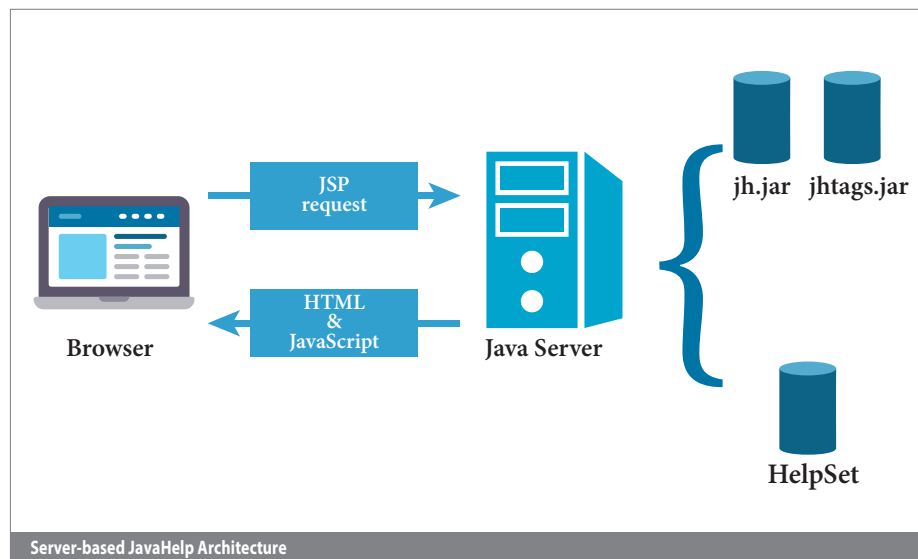 JSP
request
jh.jar
jhtags.jar
HTML
&
JavaScript
Browser
Java Server
HelpSet
Server-based JavaHelp Architecture